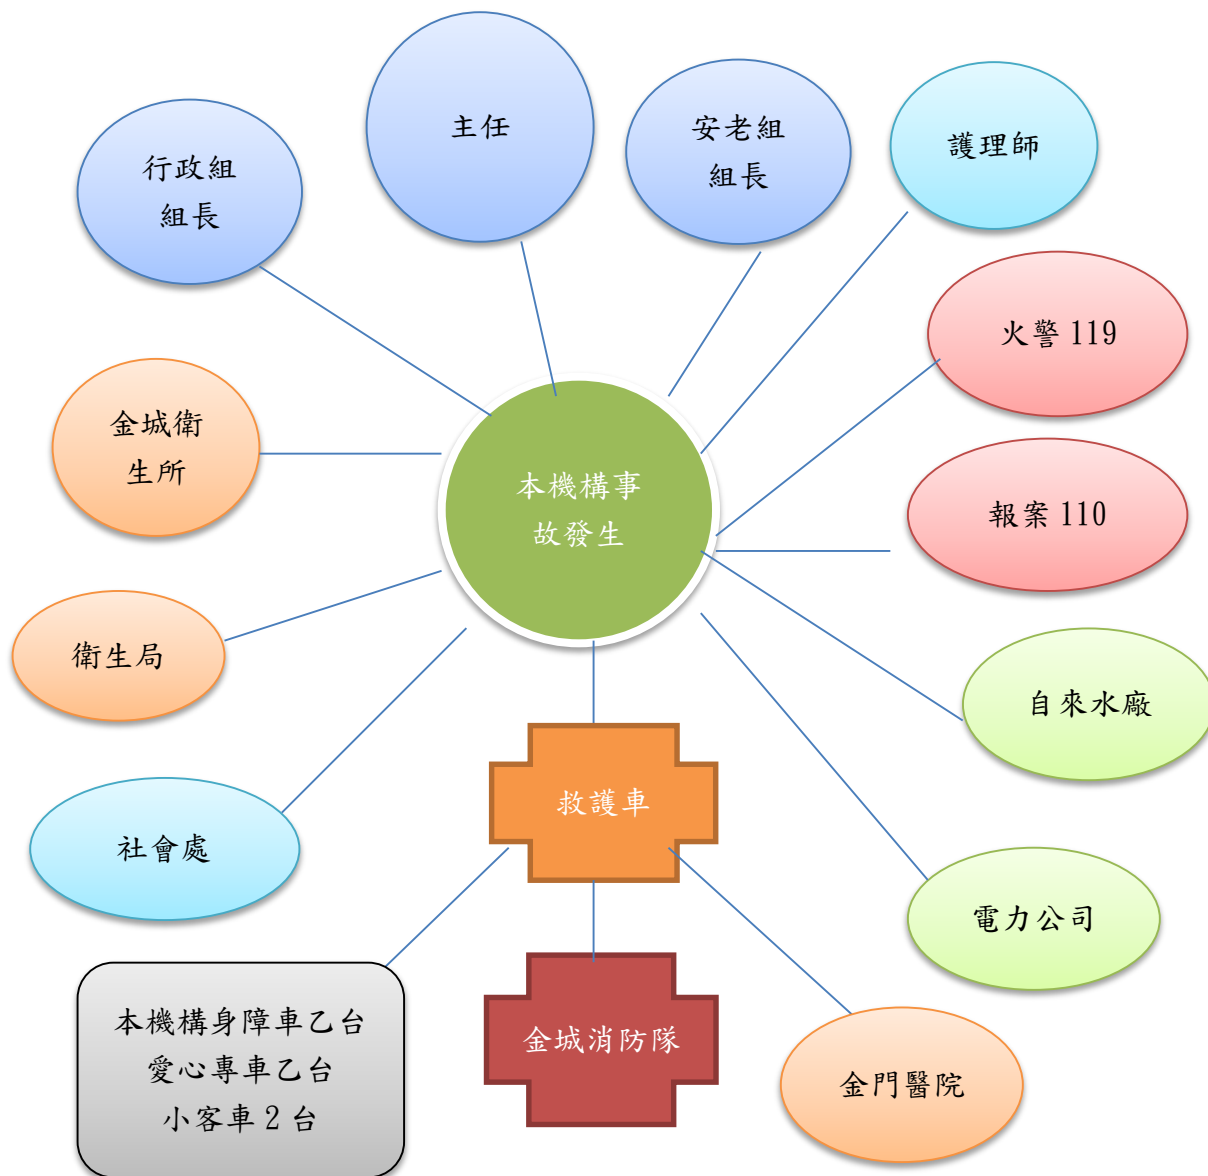 主任
安老組
組長
護理師
行政組
組長
火警 119
金城衛
生所
本機構事
故發生
報案 110
衛生局
自來水廠
救護車
社會處
電力公司
本機構身障車乙台
愛心專車乙台
小客車 2 台
金城消防隊
金門醫院